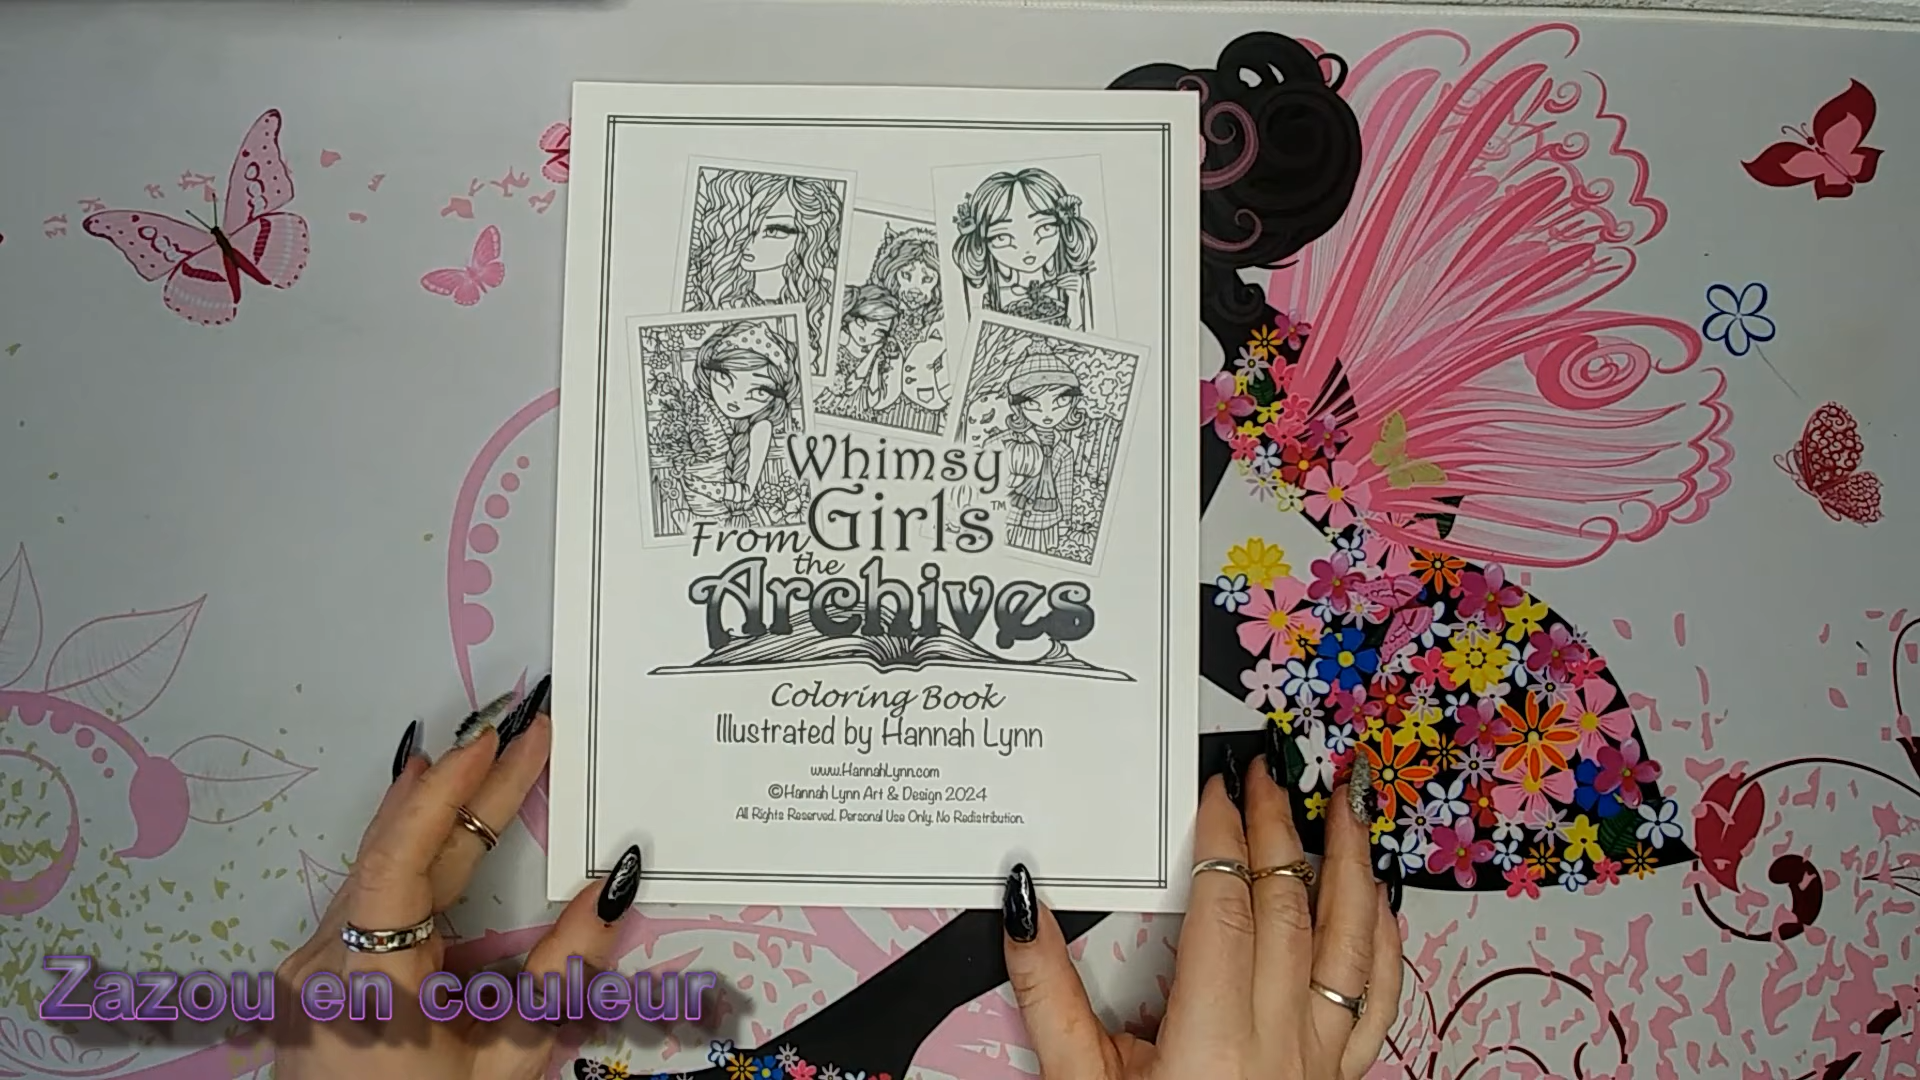 Whimsy
Girls™
From
the
Archives
Coloring Book
Illustrated by Hannah Lynn
www.HannahLynn.com
©Hannah Lynn Art & Design 2024
All Rights Reserved. Personal Use Only. No Redistribution.
Zazou en couleur